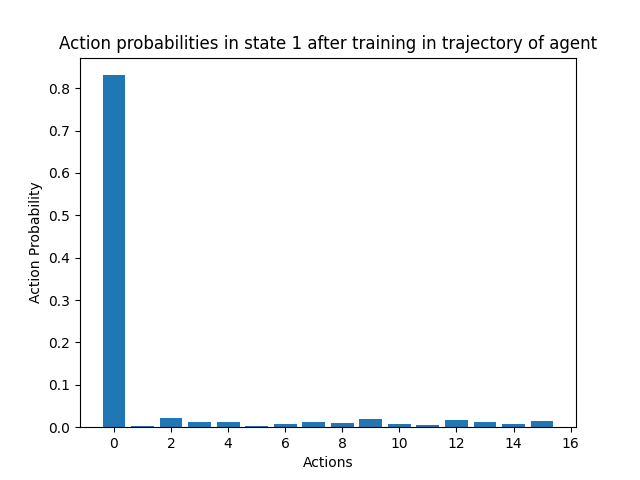 Action probabilities in state 1 after training in trajectory of agent
Action Probability
0.8
0.7
0.6
0.5
0.4
0.3
0.2
0.1
0.0
0 2 4 6 8 10 12 14 16
Actions